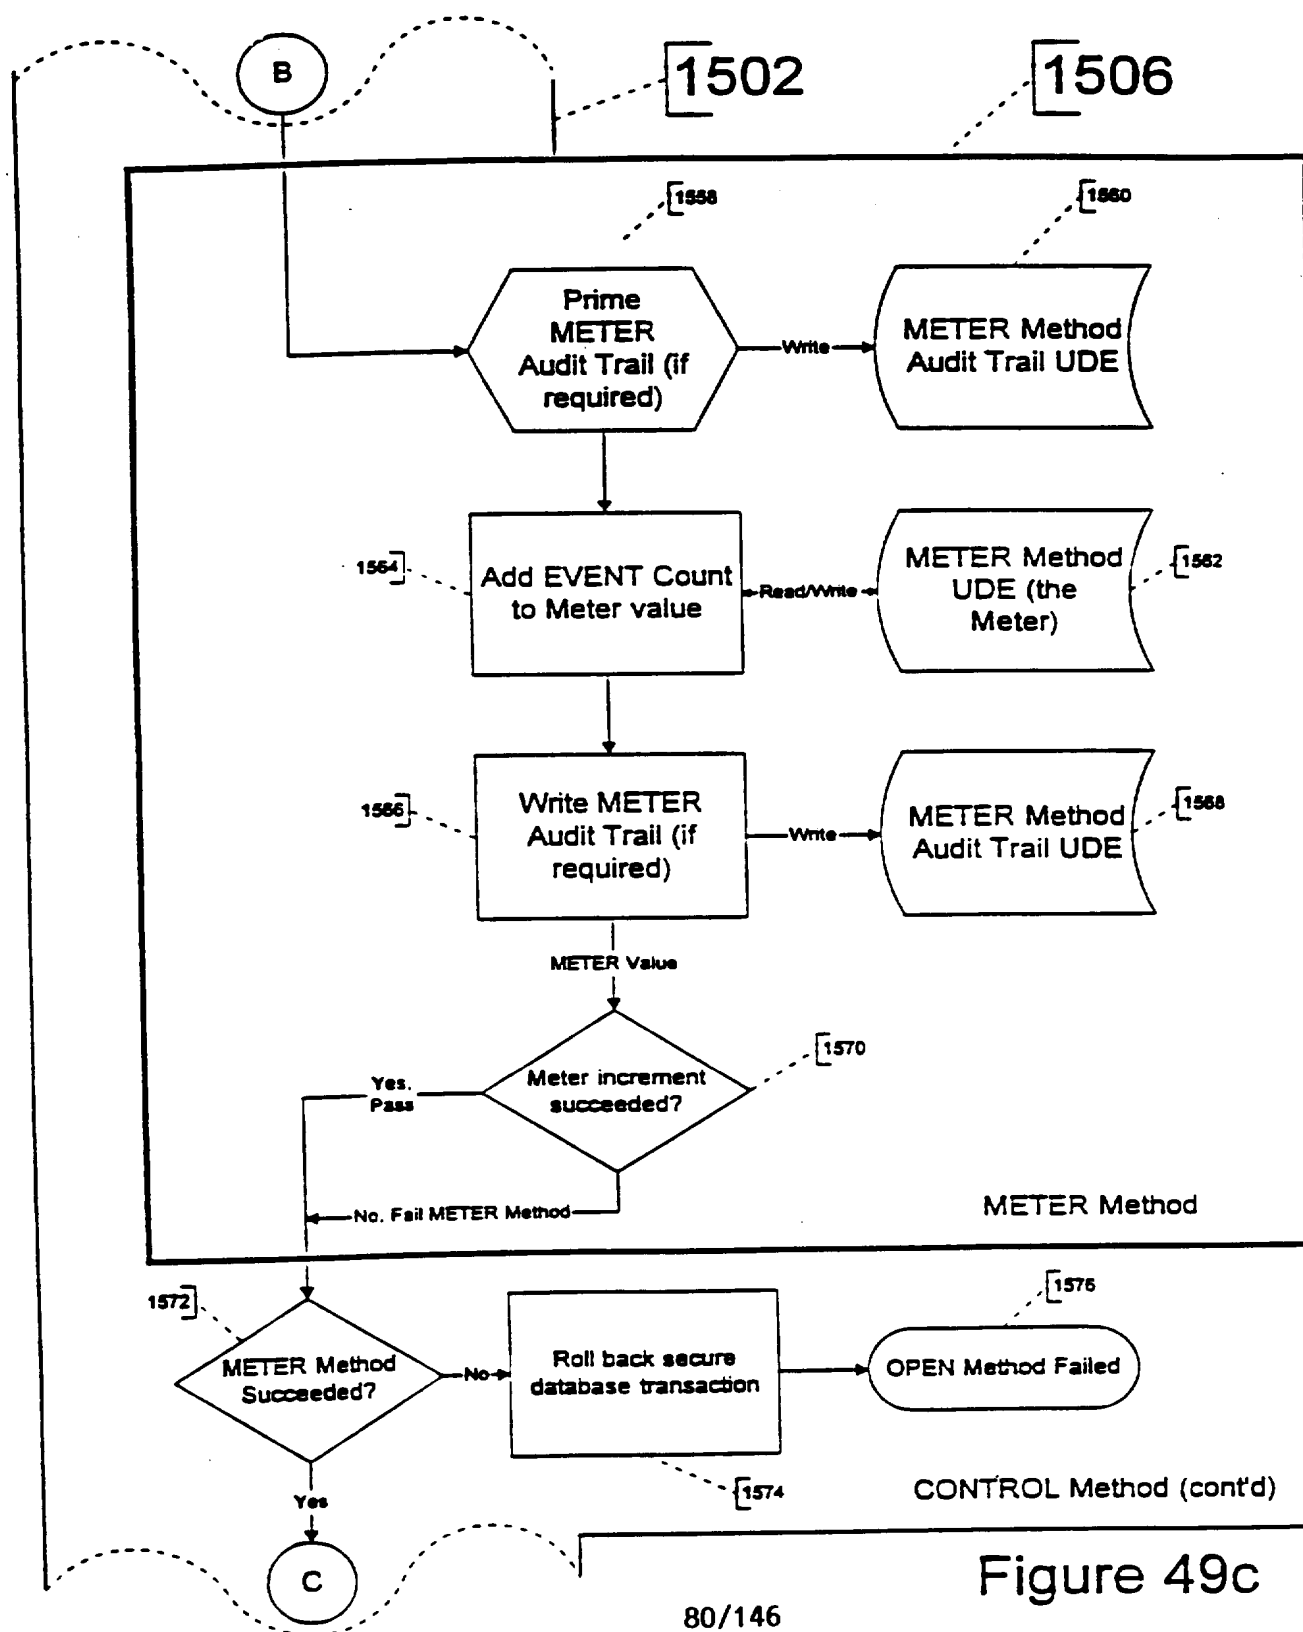 B
1502
1506
1558
1560
Prime
METER
Audit Trail (if
required)
Write
METER Method
Audit Trail UDE
1564
Add EVENT Count
to Meter value
Read/Write
METER Method
UDE (the
Meter)
1562
1566
Write METER
Audit Trail (if
required)
Write
METER Method
Audit Trail UDE
1568
METER Value
Meter increment
succeeded?
1570
Yes.
Pass
No. Fail METER Method
METER Method
1572
METER Method
Succeeded?
No
Roll back secure
database transaction
1574
OPEN Method Failed
1576
Yes
CONTROL Method (cont'd)
C
Figure 49c
80/146